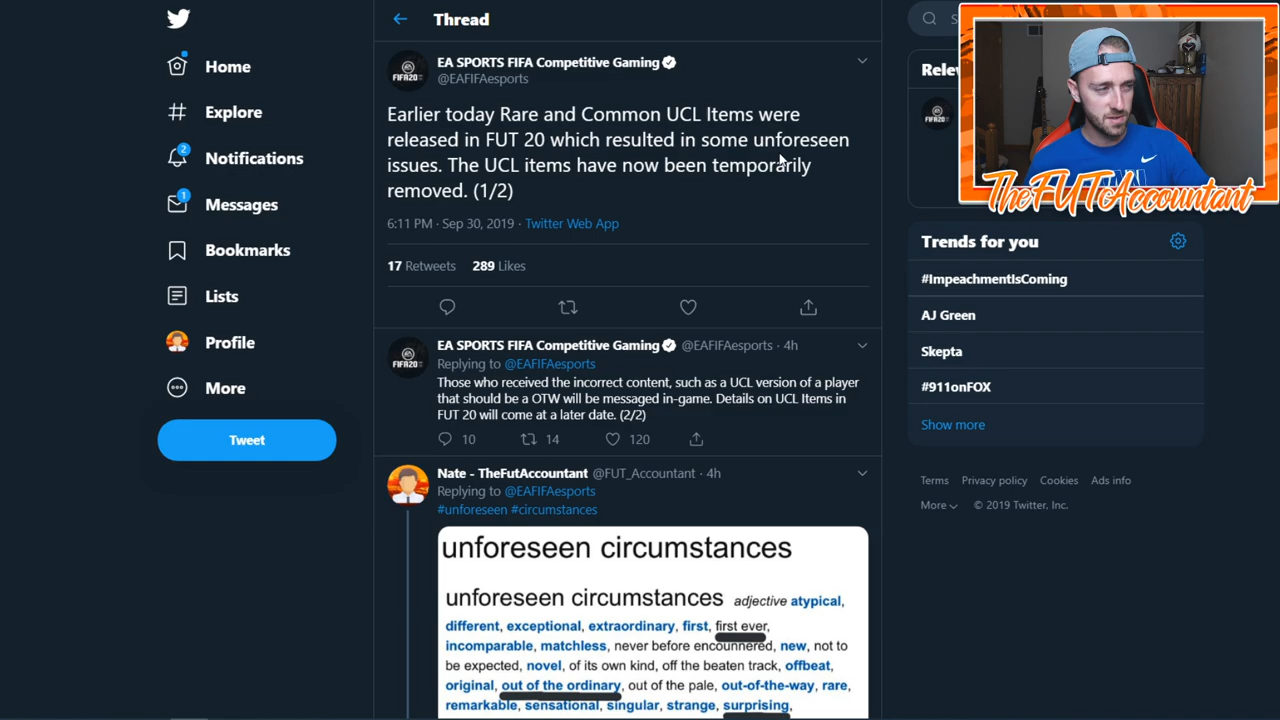 Home
Explore
2
Notifications
1
Messages
Bookmarks
Lists
Profile
More
Tweet
Thread
EA SPORTS FIFA Competitive Gaming
@EAFIFAesports
Earlier today Rare and Common UCL Items were
released in FUT 20 which resulted in some unforeseen
issues. The UCL items have now been temporarily
removed. (1/2)
6:11 PM · Sep 30, 2019 · Twitter Web App
17 Retweets 289 Likes
EA SPORTS FIFA Competitive Gaming @EAFIFAesports · 4h
Replying to @EAFIFAesports
Those who received the incorrect content, such as a UCL version of a player
that should be a OTW will be messaged in-game. Details on UCL Items in
FUT 20 will come at a later date. (2/2)
10 14 120
Nate - TheFutAccountant @FUT_Accountant · 4h
Replying to @EAFIFAesports
#unforeseen #circumstances
unforeseen circumstances
unforeseen circumstances adjective atypical,
different, exceptional, extraordinary, first, first ever,
incomparable, matchless, never before encountered, new, not to
be expected, novel, of its own kind, off the beaten track, offbeat,
original, out of the ordinary, out of the pale, out-of-the-way, rare,
remarkable, sensational, singular, strange, surprising,
TheFUTAccountant
Trends for you
#ImpeachmentIsComing
AJ Green
Skepta
#911onFOX
Show more
Terms Privacy policy Cookies Ads info
More © 2019 Twitter, Inc.